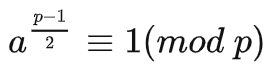 $a^{\frac{p-1}{2}} \equiv 1 (mod\ p)$